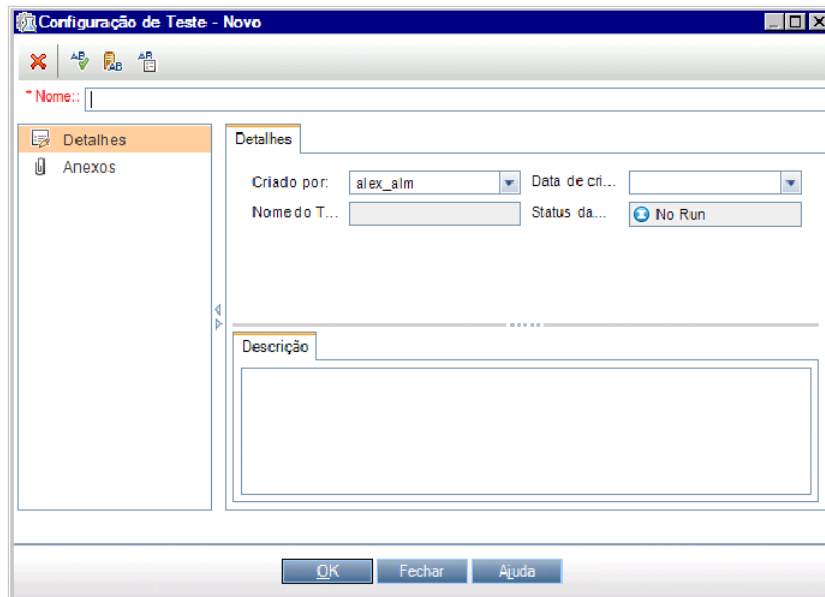 Configuração de Teste - Novo
* Nome::
Detalhes
Anexos
Detalhes
Criado por: alex_alm Data de cri...
Nome do T... Status da... No Run
Descrição
OK Fechar Ajuda